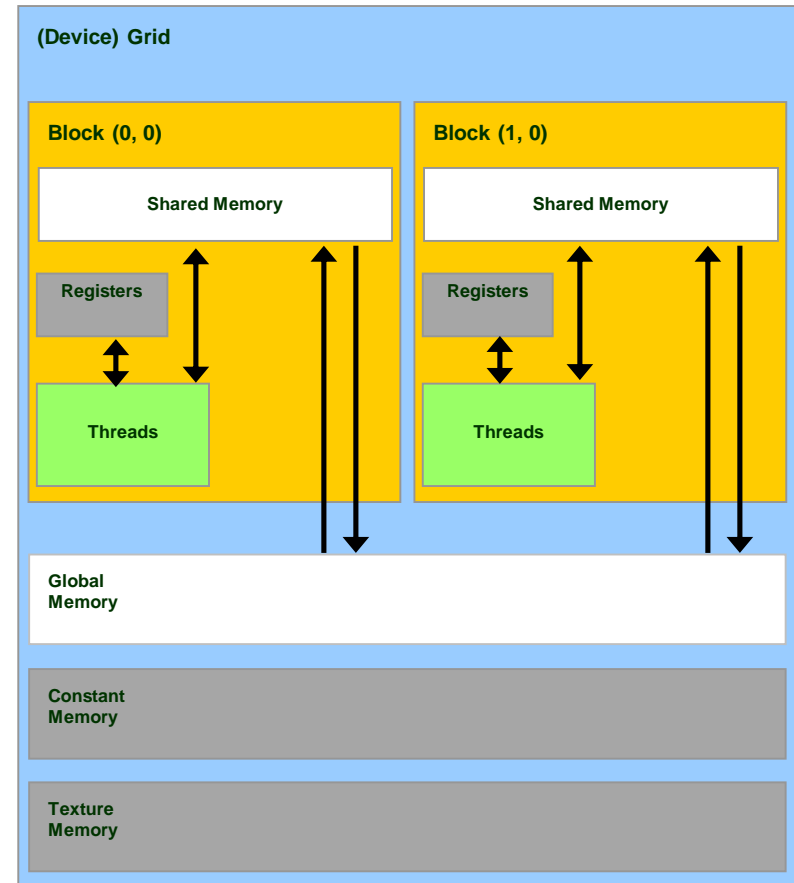 (Device) Grid
Block (0, 0)
Shared Memory
Registers
Threads
Block (1, 0)
Shared Memory
Registers
Threads
Global
Memory
Constant
Memory
Texture
Memory